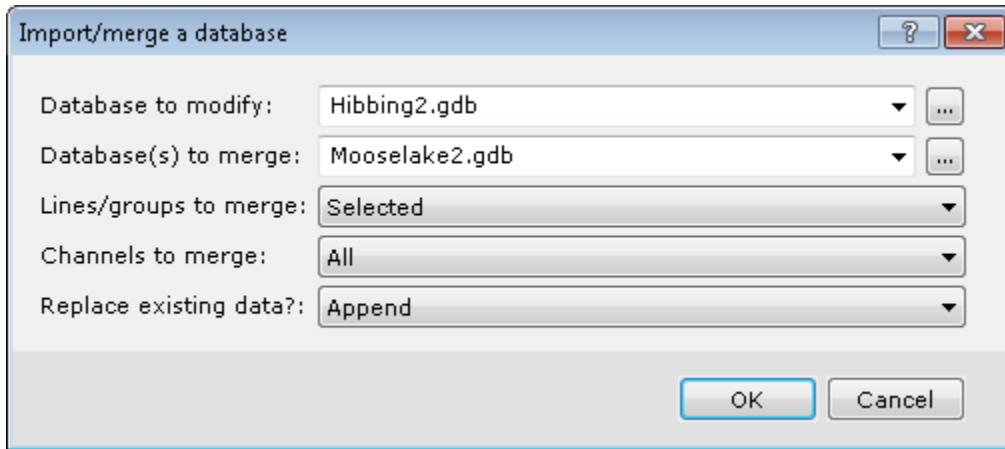 Import/merge a database
?
Database to modify: Hibbing2.gdb ...
Database(s) to merge: Mooselake2.gdb ...
Lines/groups to merge: Selected
Channels to merge: All
Replace existing data?: Append
OK Cancel